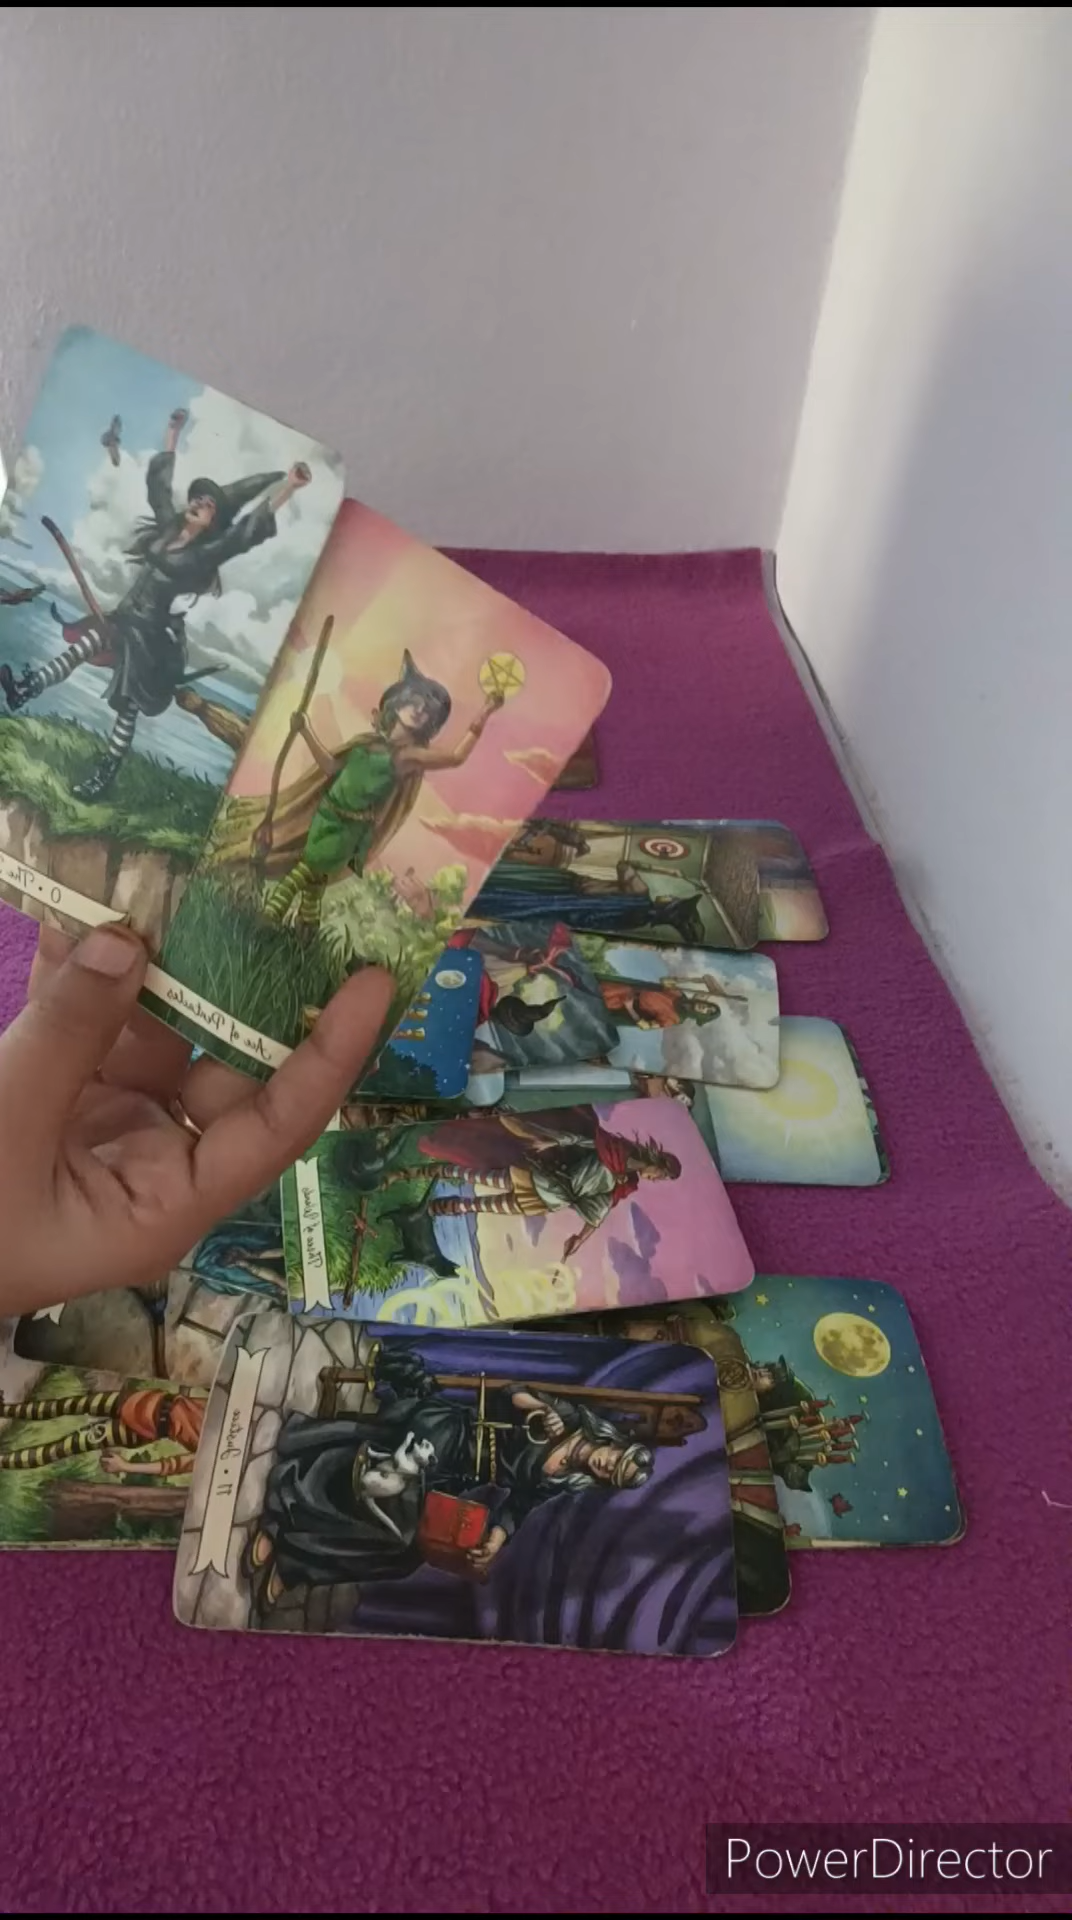 0 • The
Ace of Pentacles
Three of Wands
11 • Justice
PowerDirector